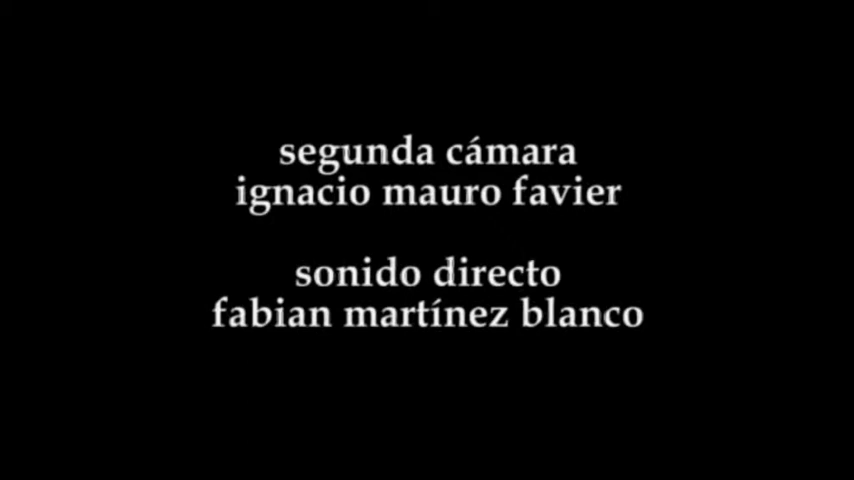 segunda cámara
ignacio mauro favier
sonido directo
fabian martínez blanco